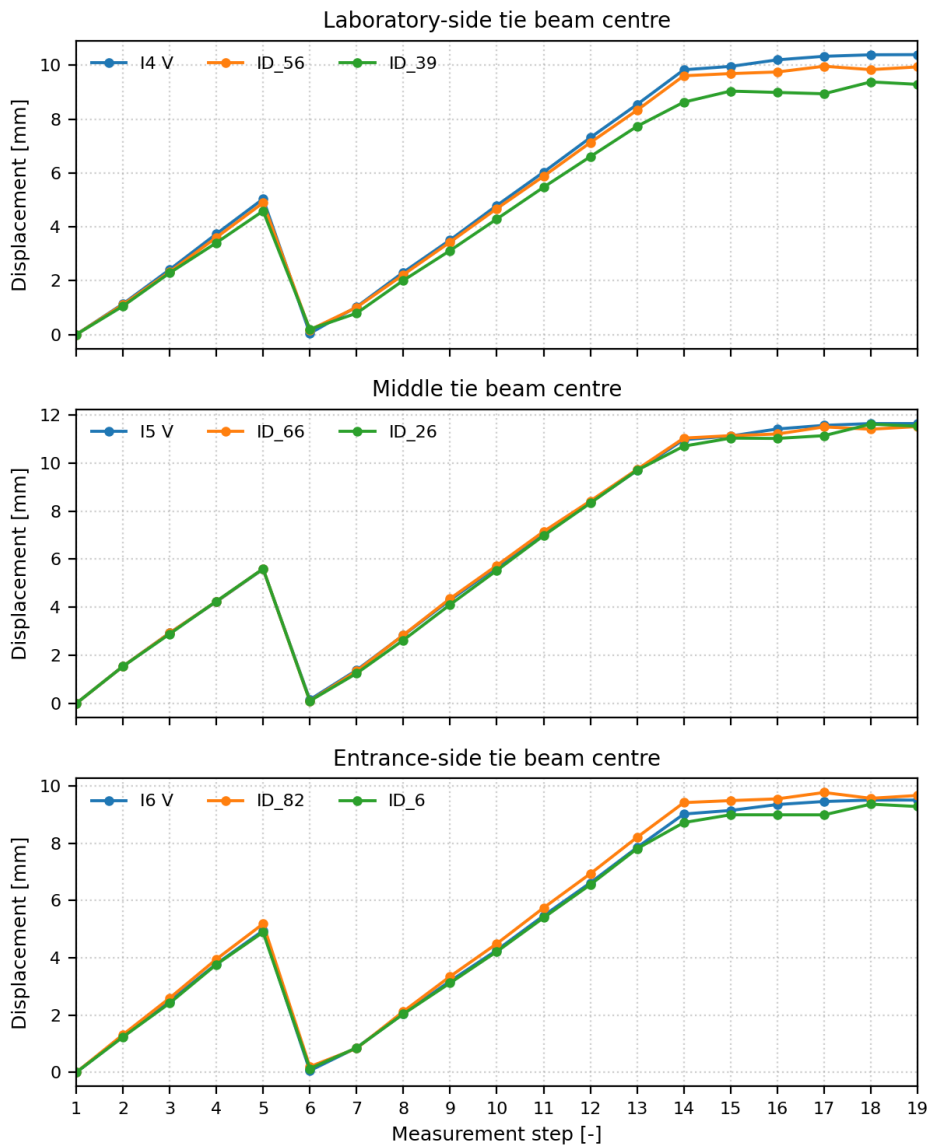 Laboratory-side tie beam centre
I4 V ID_56 ID_39
10
8
6
4
2
0
Displacement [mm]
Middle tie beam centre
I5 V ID_66 ID_26
12
10
8
6
4
2
0
Displacement [mm]
Entrance-side tie beam centre
I6 V ID_82 ID_6
10
8
6
4
2
0
Displacement [mm]
1 2 3 4 5 6 7 8 9 10 11 12 13 14 15 16 17 18 19
Measurement step [-]